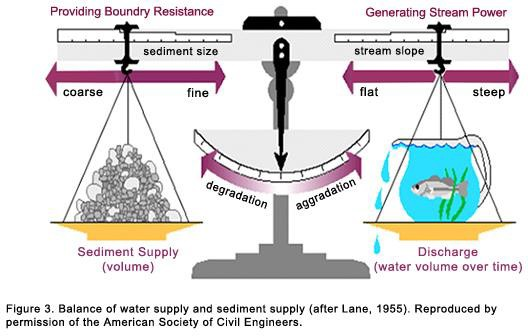 Providing Boundry Resistance
Generating Stream Power
sediment size
stream slope
coarse
fine
flat
steep
degradation
aggradation
Sediment Supply
(volume)
Discharge
(water volume over time)
Figure 3. Balance of water supply and sediment supply (after Lane, 1955). Reproduced by
permission of the American Society of Civil Engineers.